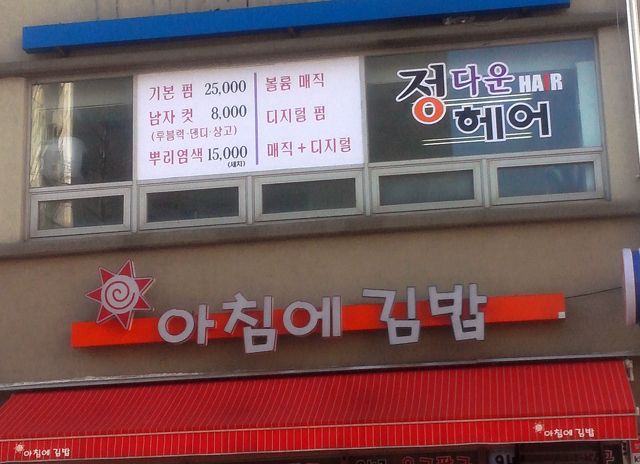 기본 펌 25,000
남자 컷 8,000
(투블럭·댄디·상고)
뿌리염색 15,000
(새치)
볼륨 매직
디지털 펌
매직 + 디지털
정다운 HAIR
헤어
아침에 김밥
아침에 김밥
아침에 김밥